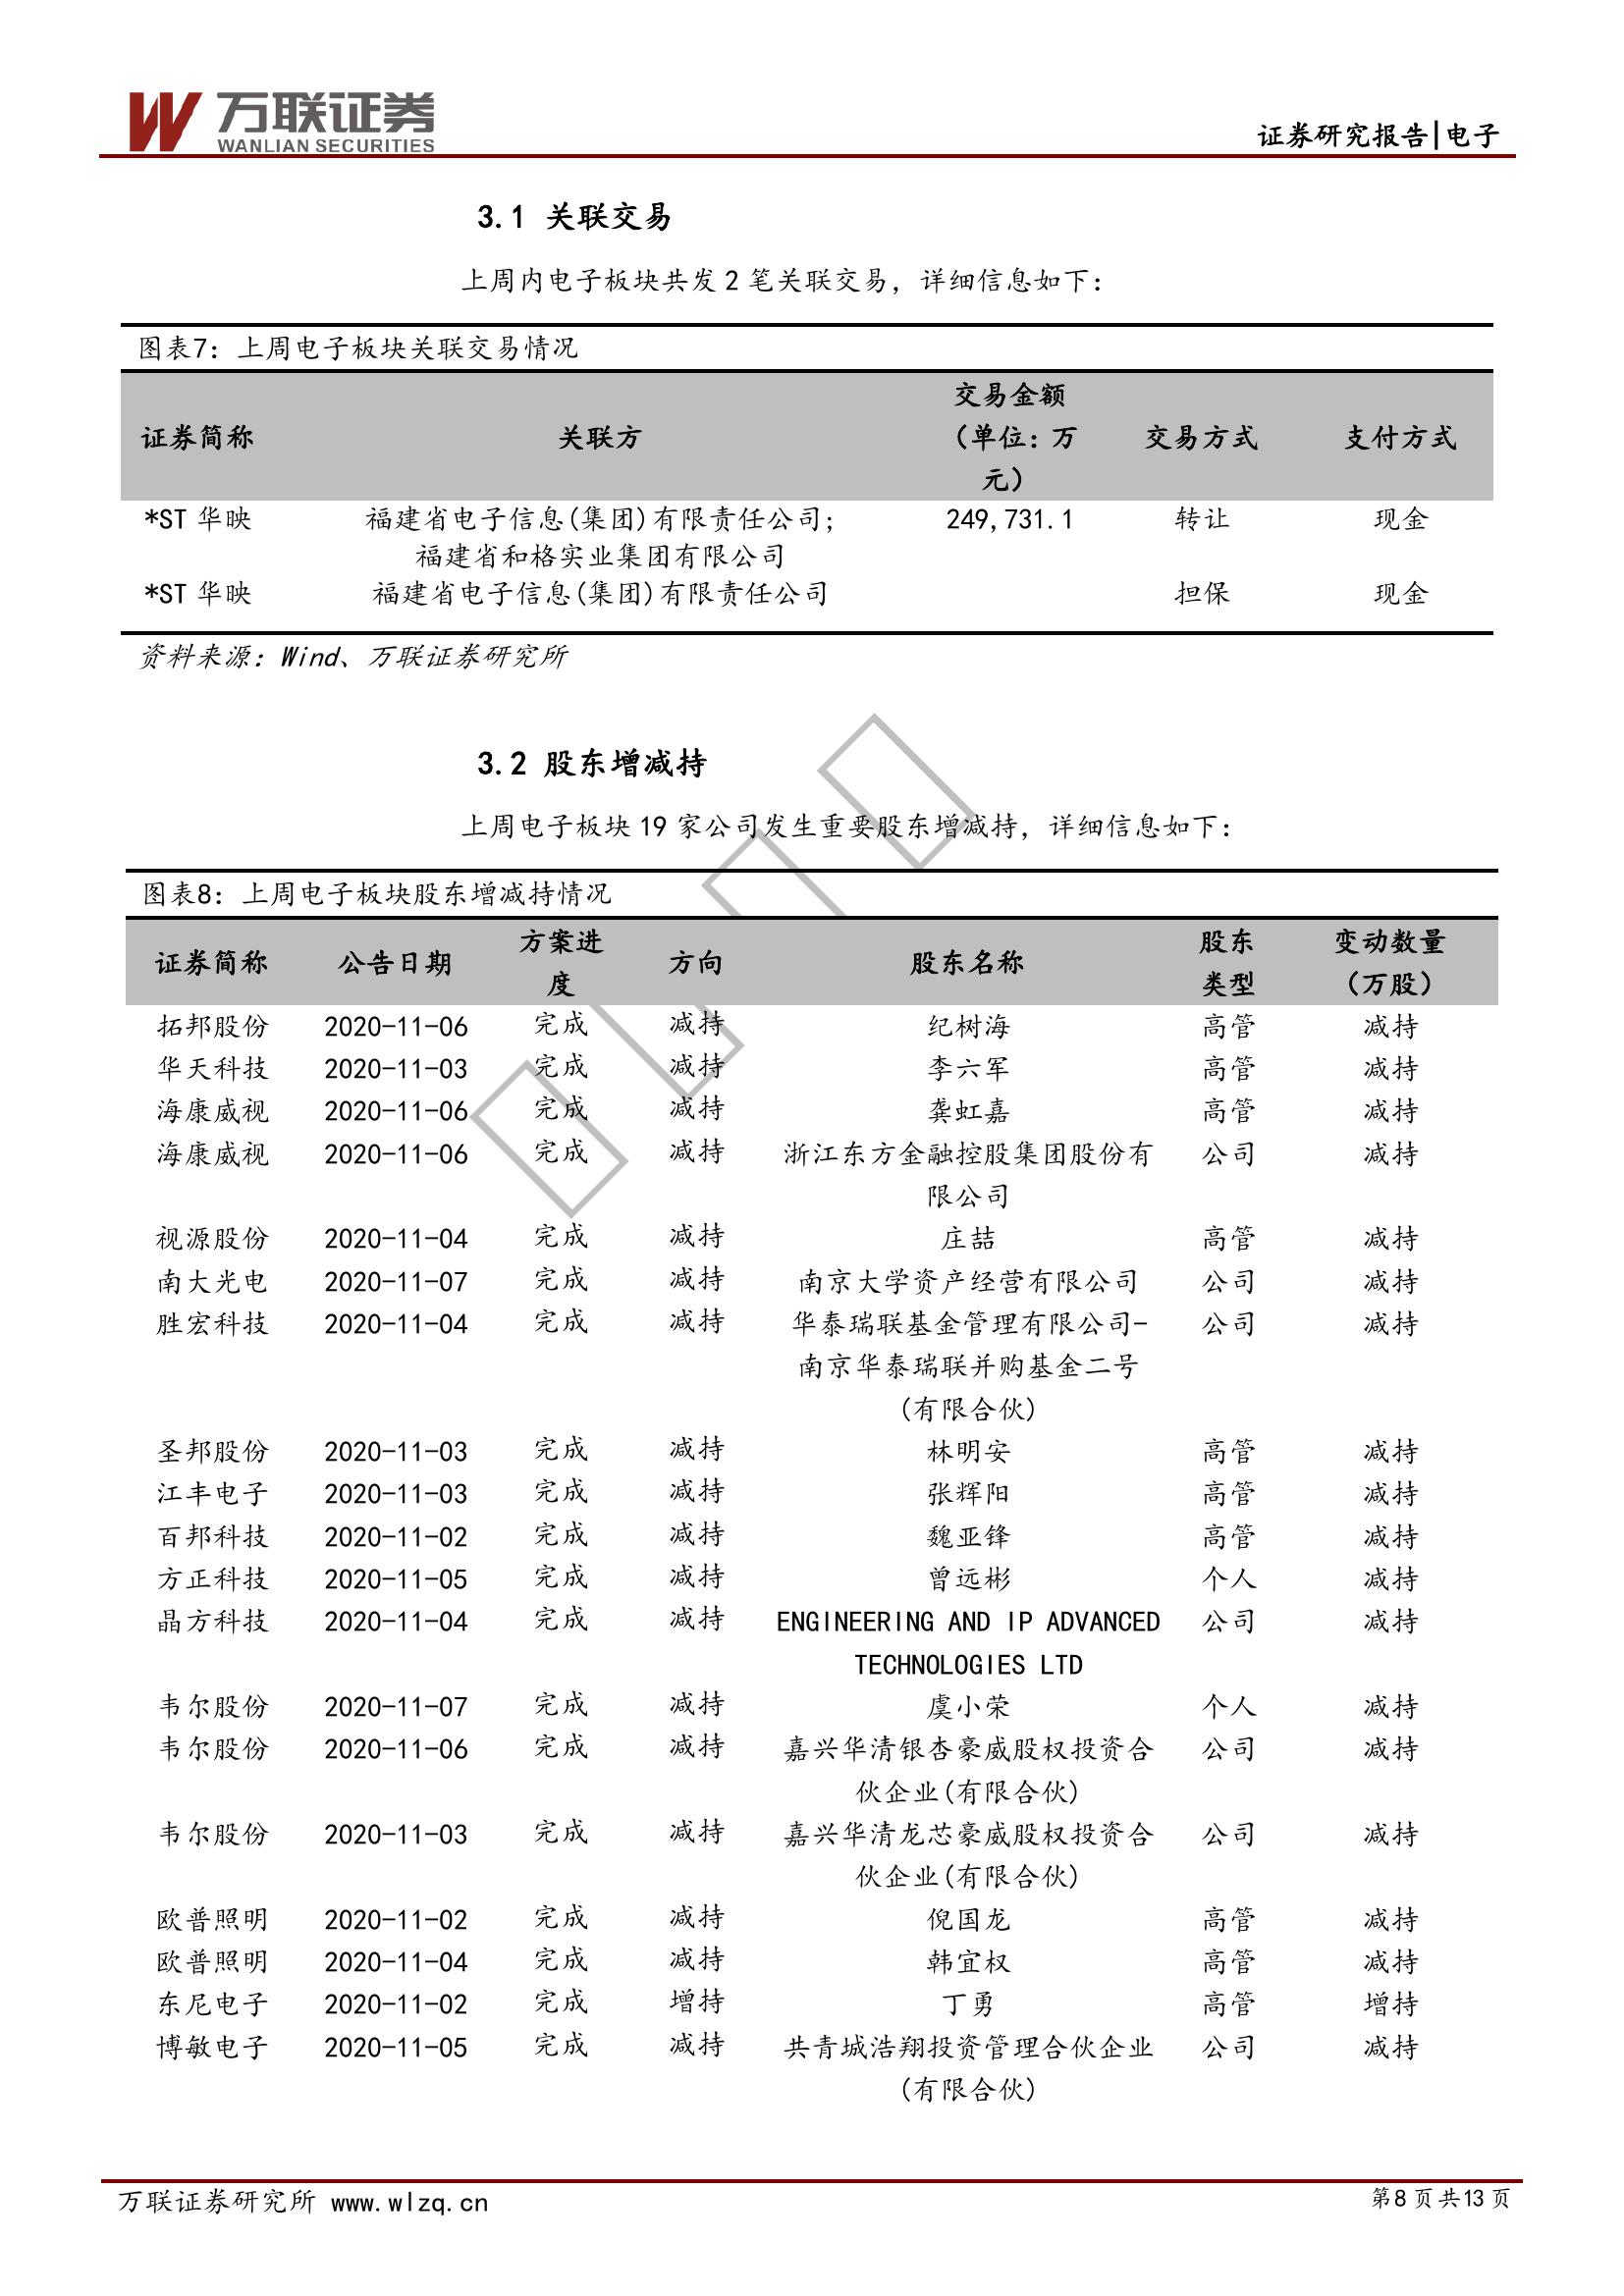 万联证券
WANLIAN SECURITIES
证券研究报告|电子
3.1 关联交易
上周内电子板块共发 2 笔关联交易，详细信息如下：
图表7：上周电子板块关联交易情况
证券简称 关联方 交易金额（单位：万元） 交易方式 支付方式
*ST 华映 福建省电子信息(集团)有限责任公司; 249,731.1 转让 现金
福建省和格实业集团有限公司
*ST 华映 福建省电子信息(集团)有限责任公司 担保 现金
资料来源：Wind、万联证券研究所
3.2 股东增减持
上周电子板块 19 家公司发生重要股东增减持，详细信息如下：
图表8：上周电子板块股东增减持情况
证券简称 公告日期 方案进度 方向 股东名称 股东类型 变动数量（万股）
拓邦股份 2020-11-06 完成 减持 纪树海 高管 减持
华天科技 2020-11-03 完成 减持 李六军 高管 减持
海康威视 2020-11-06 完成 减持 龚虹嘉 高管 减持
海康威视 2020-11-06 完成 减持 浙江东方金融控股集团股份有 公司 减持
限公司
视源股份 2020-11-04 完成 减持 庄喆 高管 减持
南大光电 2020-11-07 完成 减持 南京大学资产经营有限公司 公司 减持
胜宏科技 2020-11-04 完成 减持 华泰瑞联基金管理有限公司- 公司 减持
南京华泰瑞联并购基金二号
(有限合伙)
圣邦股份 2020-11-03 完成 减持 林明安 高管 减持
江丰电子 2020-11-03 完成 减持 张辉阳 高管 减持
百邦科技 2020-11-02 完成 减持 魏亚锋 高管 减持
方正科技 2020-11-05 完成 减持 曾远彬 个人 减持
晶方科技 2020-11-04 完成 减持 ENGINEERING AND IP ADVANCED 公司 减持
TECHNOLOGIES LTD
韦尔股份 2020-11-07 完成 减持 虞小荣 个人 减持
韦尔股份 2020-11-06 完成 减持 嘉兴华清银杏豪威股权投资合 公司 减持
伙企业(有限合伙)
韦尔股份 2020-11-03 完成 减持 嘉兴华清龙芯豪威股权投资合 公司 减持
伙企业(有限合伙)
欧普照明 2020-11-02 完成 减持 倪国龙 高管 减持
欧普照明 2020-11-04 完成 减持 韩宜权 高管 减持
东尼电子 2020-11-02 完成 增持 丁勇 高管 增持
博敏电子 2020-11-05 完成 减持 共青城浩翔投资管理合伙企业 公司 减持
(有限合伙)
万联证券研究所 www.wlzq.cn
第8 页 共13 页